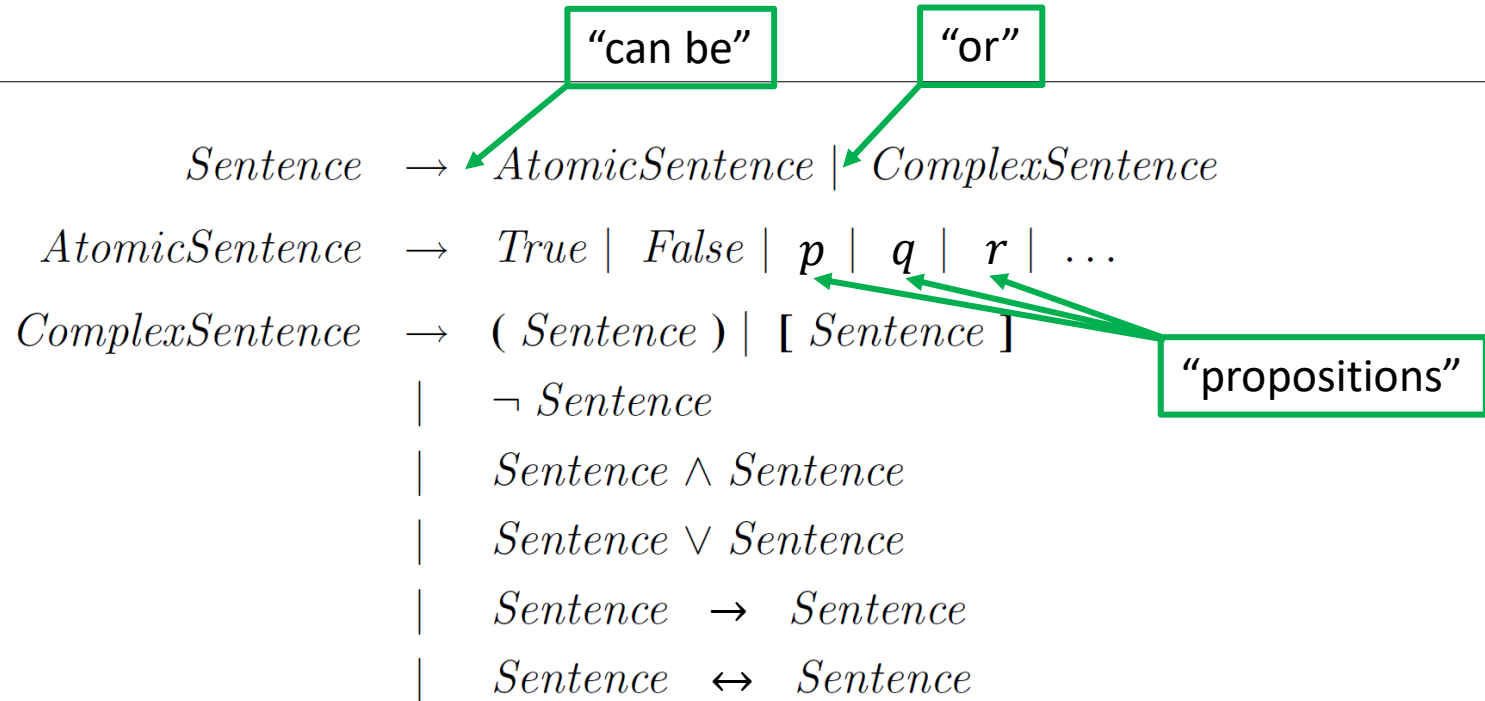 “can be” “or”
Sentence → AtomicSentence | ComplexSentence
AtomicSentence → True | False | p | q | r | ...
ComplexSentence → ( Sentence ) | [ Sentence ]
“propositions”
| ¬ Sentence
| Sentence ∧ Sentence
| Sentence ∨ Sentence
| Sentence → Sentence
| Sentence ↔ Sentence